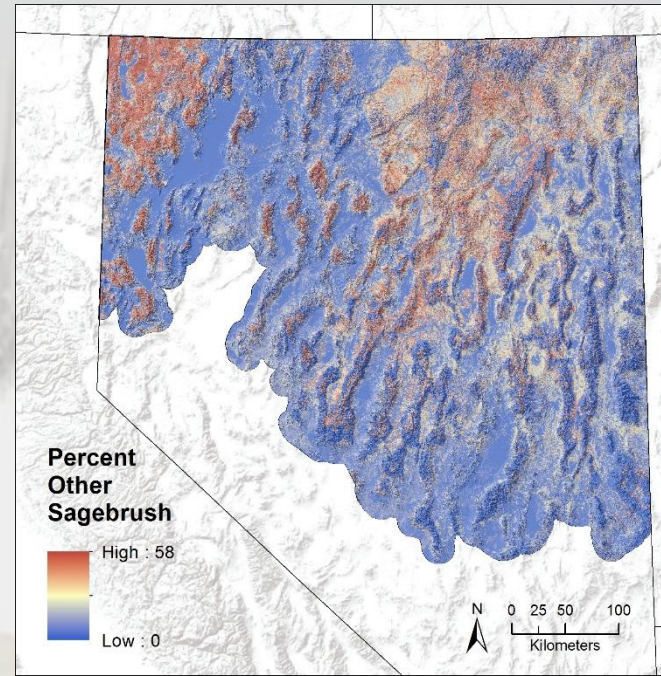 Percent
Other
Sagebrush
High : 58
Low : 0
N
0 25 50 100
Kilometers